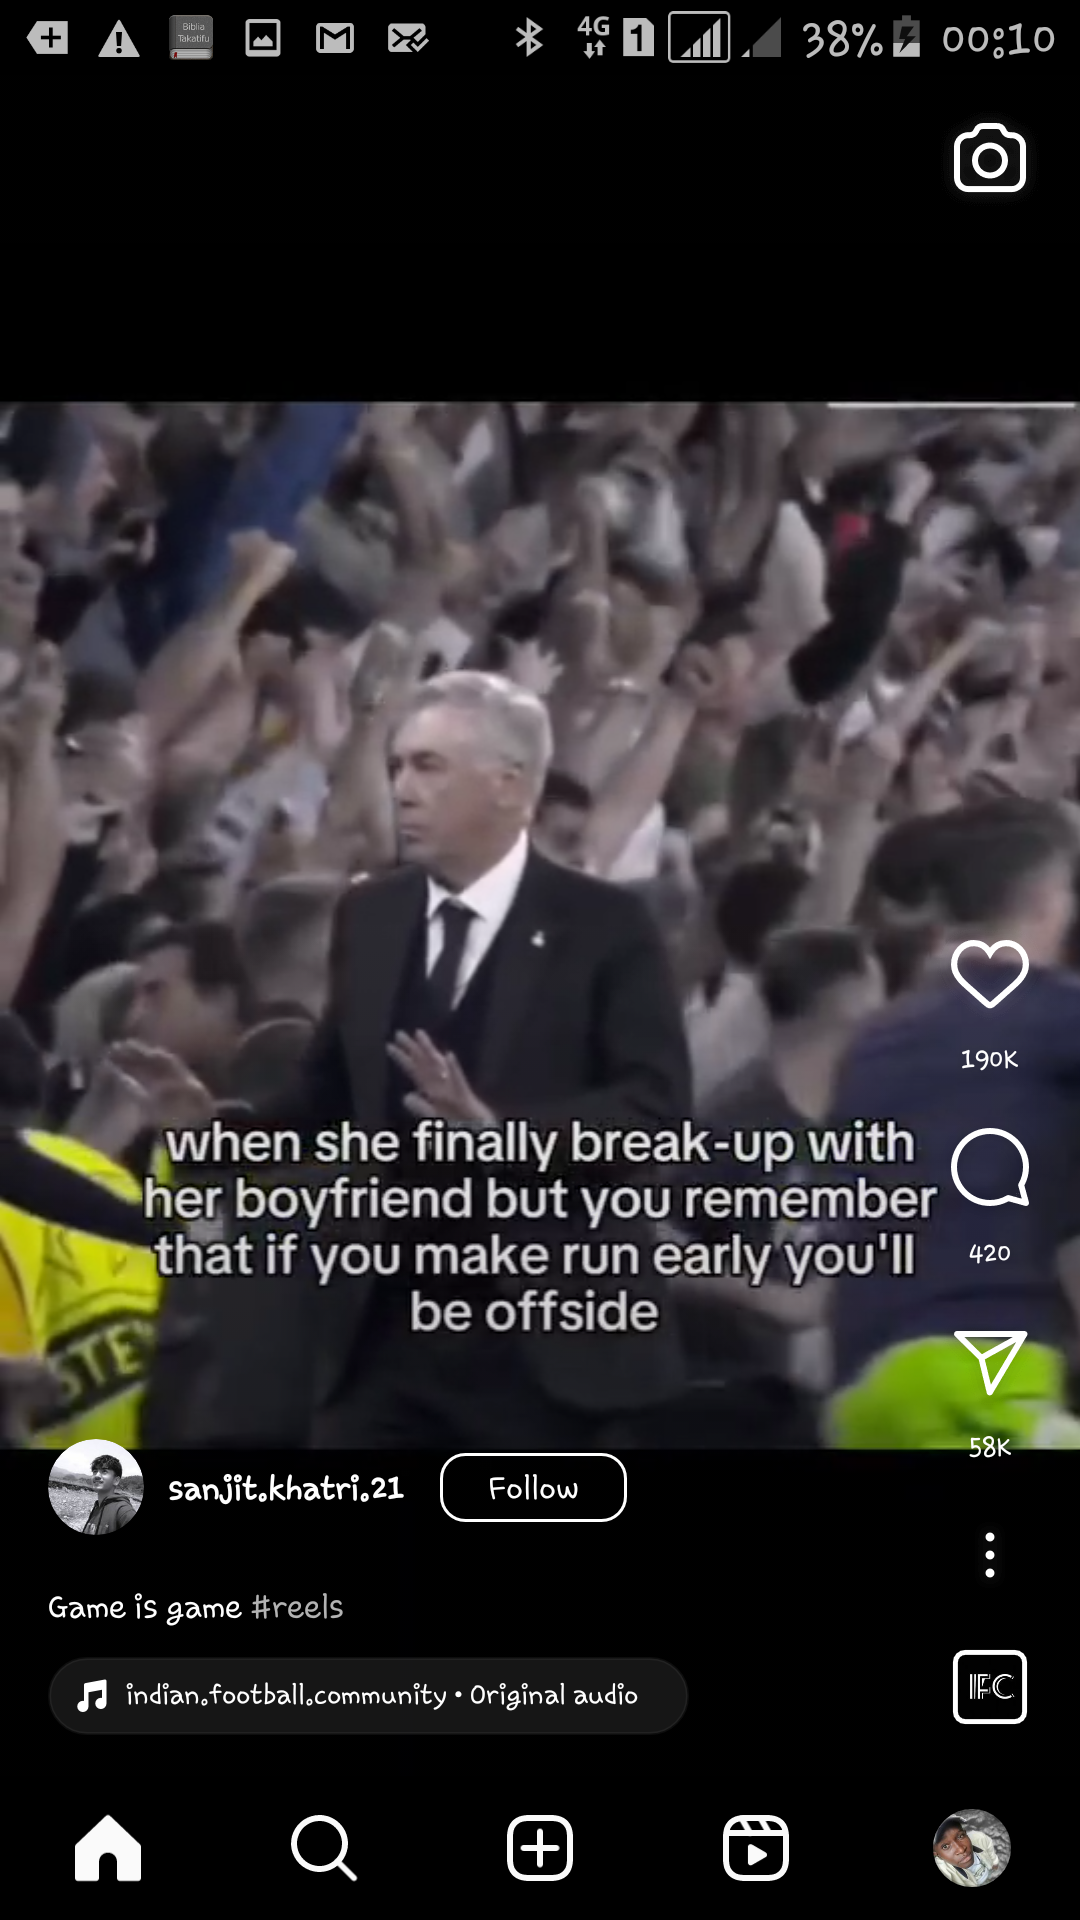 Biblia
Takatifu
4G
1
38%
00:10
when she finally break-up with
her boyfriend but you remember
that if you make run early you'll
be offside
190K
420
58K
STE
sanjit.khatri.21
Follow
Game is game #reels
indian.football.community • Original audio
IFC